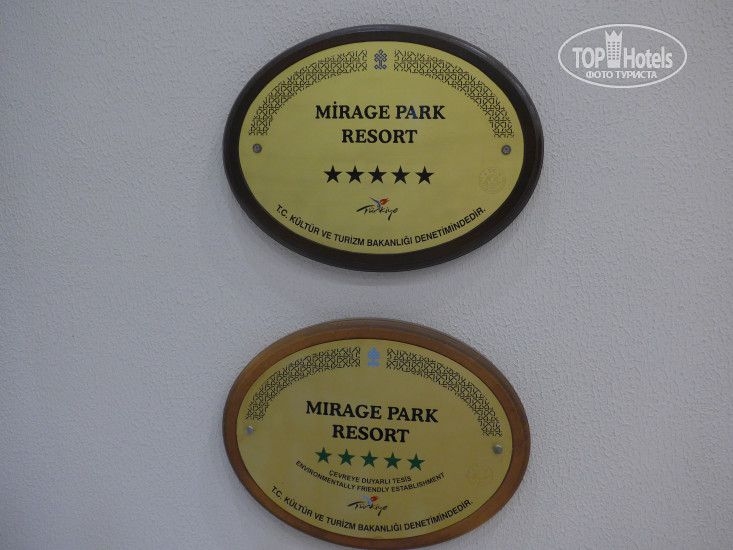 TOP Hotels
ФОТО ТУРИСТА
MİRAGE PARK
RESORT
Türkiye
T.C. KÜLTÜR VE TURİZM BAKANLIĞI DENETİMİNDEDİR.
MIRAGE PARK
RESORT
ÇEVREYE DUYARLI TESİS
ENVIRONMENTALLY FRIENDLY ESTABLISHMENT
Türkiye
T.C. KÜLTÜR VE TURİZM BAKANLIĞI DENETİMİNDEDİR.